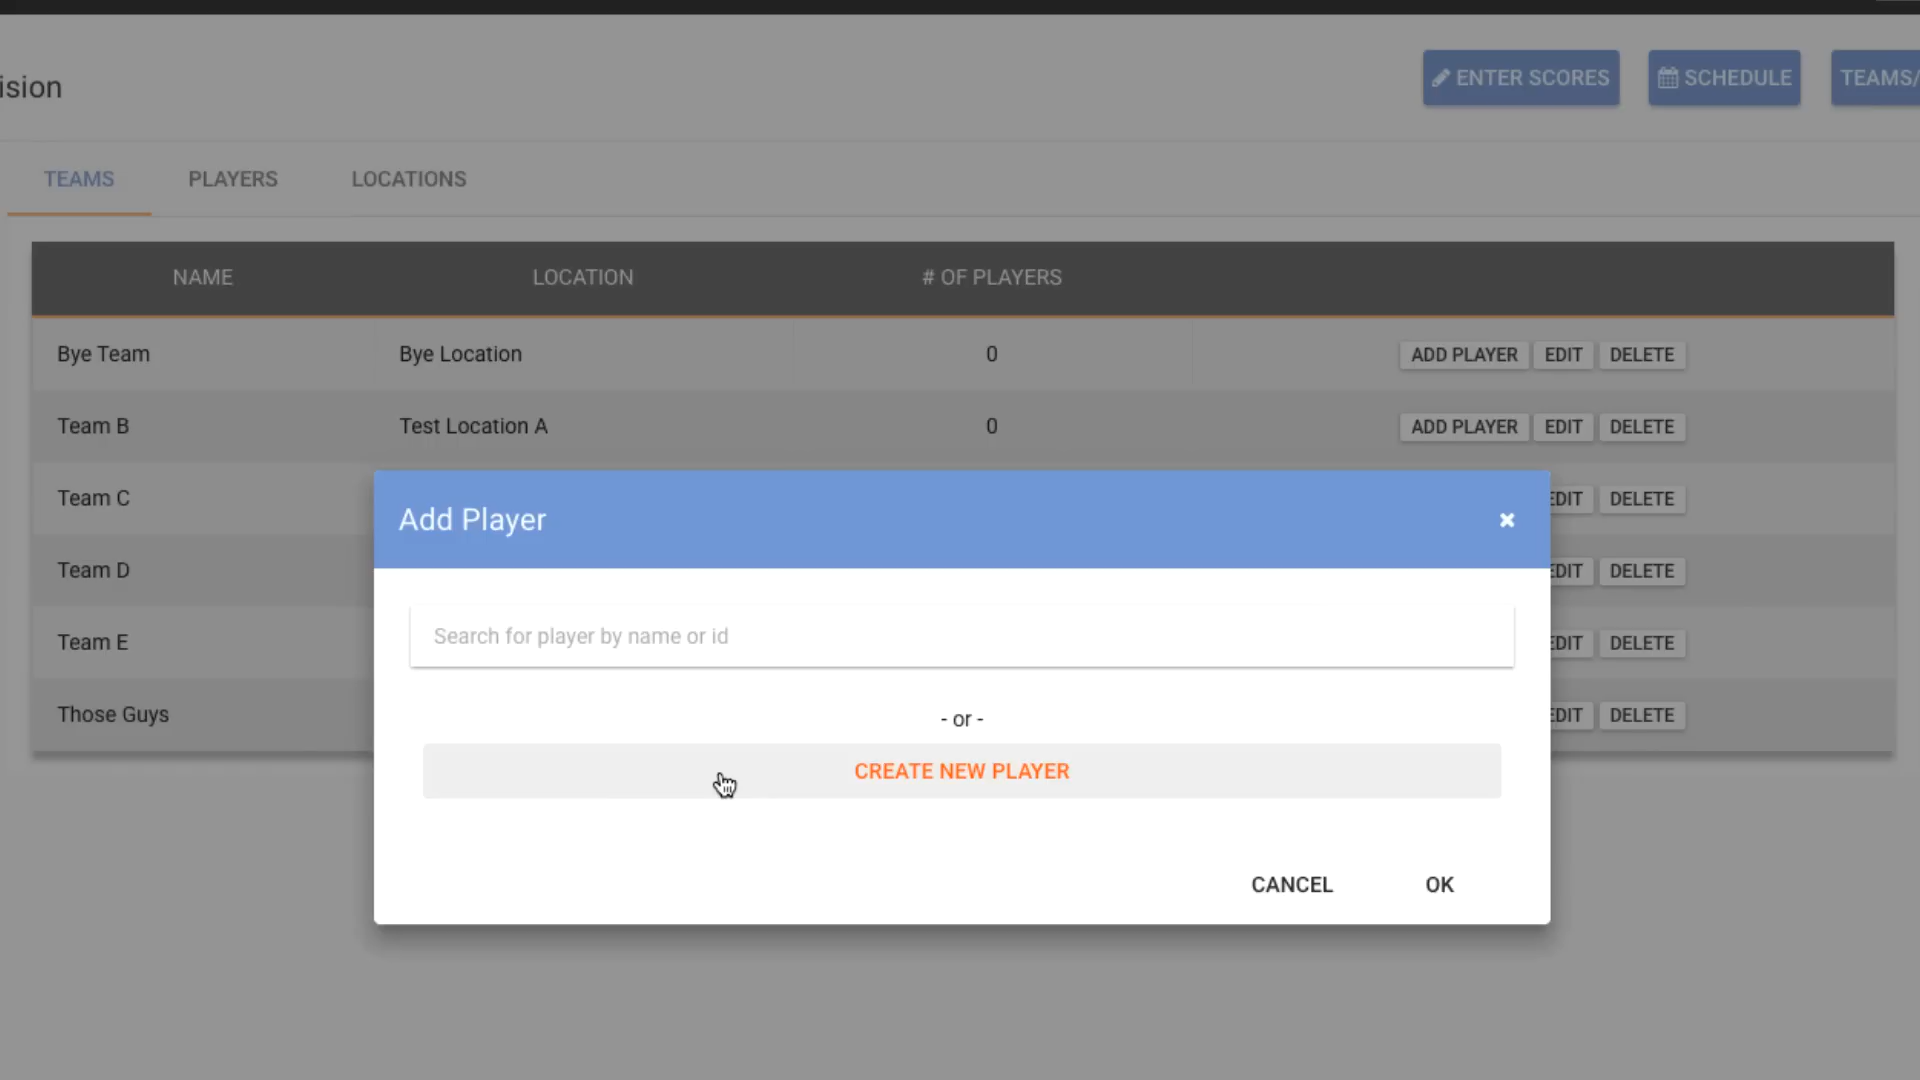 ision
ENTER SCORES
SCHEDULE
TEAMS/
TEAMS PLAYERS LOCATIONS
NAME LOCATION # OF PLAYERS
Bye Team Bye Location 0 ADD PLAYER EDIT DELETE
Team B Test Location A 0 ADD PLAYER EDIT DELETE
Team C EDIT DELETE
Team D EDIT DELETE
Team E EDIT DELETE
Those Guys EDIT DELETE
Add Player
Search for player by name or id
- or -
CREATE NEW PLAYER
CANCEL OK